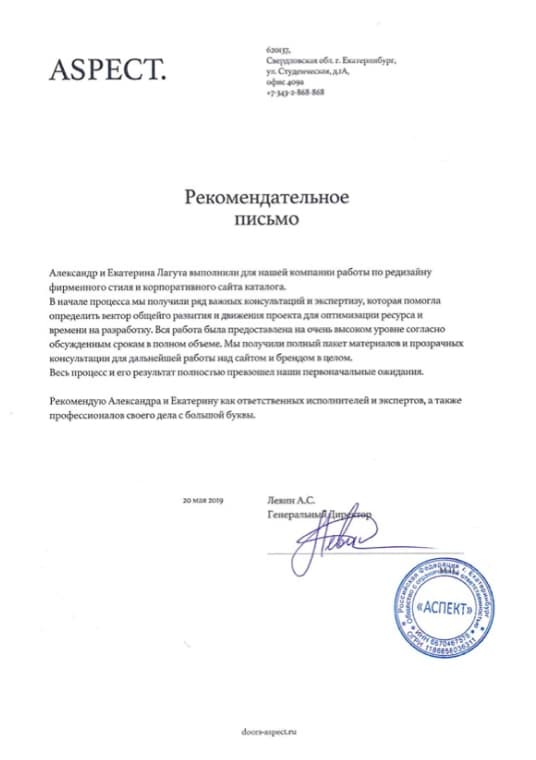 ASPECT.
620137,
Свердловская обл. г. Екатеринбург,
ул. Студенческая, д.1А,
офис 409а
+7-343-2-868-868
Рекомендательное
письмо
Александр и Екатерина Лагута выполнили для нашей компании работы по редизайну
фирменного стиля и корпоративного сайта каталога.
В начале процесса мы получили ряд важных консультаций и экспертизу, которая помогла
определить вектор общейго развития и движения проекта для оптимизации ресурса и
времени на разработку. Вся работа была предоставлена на очень высоком уровне согласно
обсужденным срокам в полном объеме. Мы получили полный пакет материалов и прозрачных
консультации для дальнейшей работы над сайтом и брендом в целом.
Весь процесс и его результат полностью превзошел наши первоначальные ожидания.
Рекомендую Александра и Екатерину как ответственных исполнителей и экспертов, а также
профессионалов своего дела с большой буквы.
20 мая 2019
Левин А.С.
Генеральный Директор
М.П.
Российская Федерация г. Екатеринбург
Общество с ограниченной ответственностью
«АСПЕКТ»
ИНН
ОГРН
doors-aspect.ru